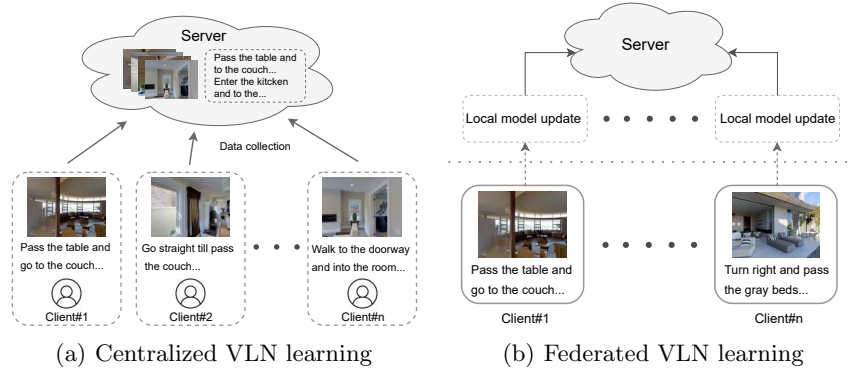 Server
Pass the table and
to the couch...
Enter the kitcken
and to the...
Data collection
Pass the table and
go to the couch...
Client#1
Go straight till pass
the couch...
Client#2
Walk to the doorway
and into the room...
Client#n
(a) Centralized VLN learning
Server
Local model update
Local model update
Pass the table and
go to the couch...
Client#1
Turn right and pass
the gray beds...
Client#n
(b) Federated VLN learning